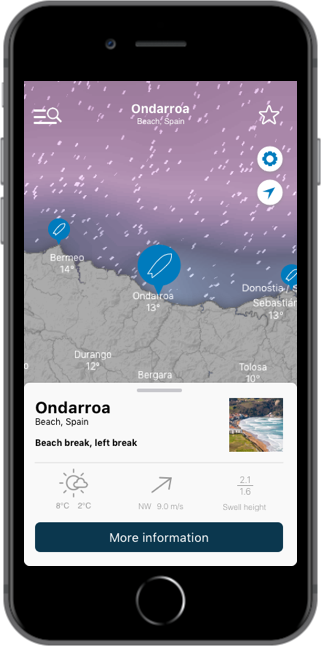 Ondarroa
Beach, Spain
Bermeo
14°
Ondarroa
13°
Donostia / S
Sebastián
13°
Durango
12°
Bergara
Tolosa
10°
Ondarroa
Beach, Spain
Beach break, left break
8°C 2°C
NW 9.0 m/s
2.1
1.6
Swell height
More information